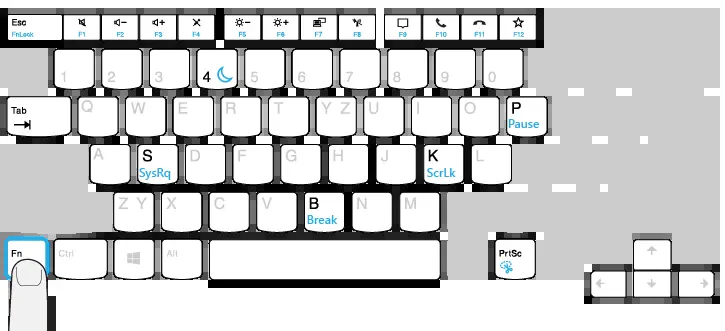 Esc
FnLock
F1
F2
F3
F4
F5
F6
F7
F8
F9
F10
F11
F12
1
2
3
4
5
6
7
8
9
0
Tab
Q
W
E
R
T
Y Z
U
I
O
P
Pause
A
S
SysRq
D
F
G
H
J
K
ScrLk
L
Z Y
X
C
V
B
Break
N
M
Fn
Ctrl
Alt
PrtSc